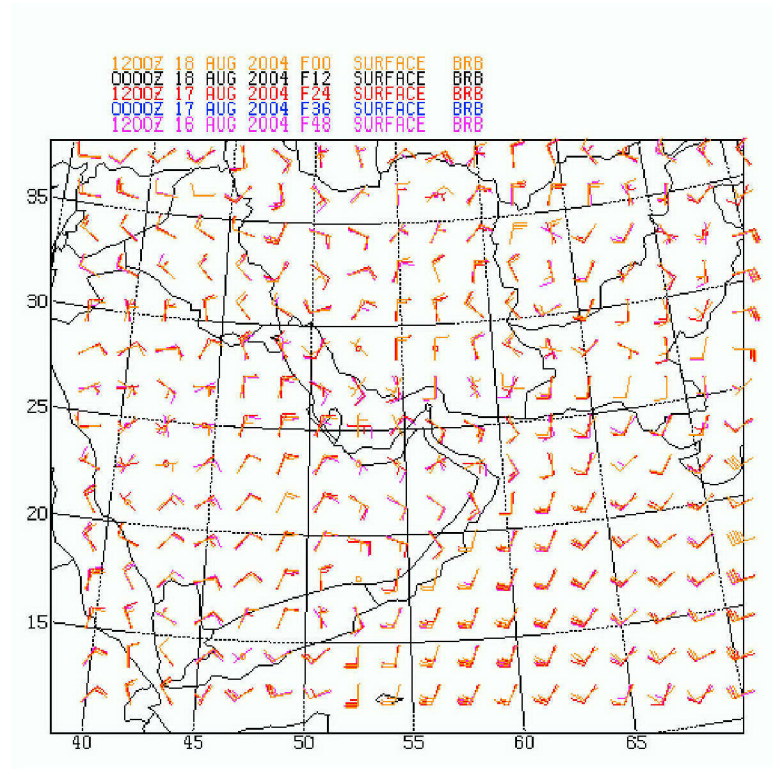 1200Z 18 AUG 2004 F00 SURFACE BRB
0000Z 18 AUG 2004 F12 SURFACE BRB
1200Z 17 AUG 2004 F24 SURFACE BRB
0000Z 17 AUG 2004 F36 SURFACE BRB
1200Z 16 AUG 2004 F48 SURFACE BRB
35
30
25
20
15
40 45 50 55 60 65